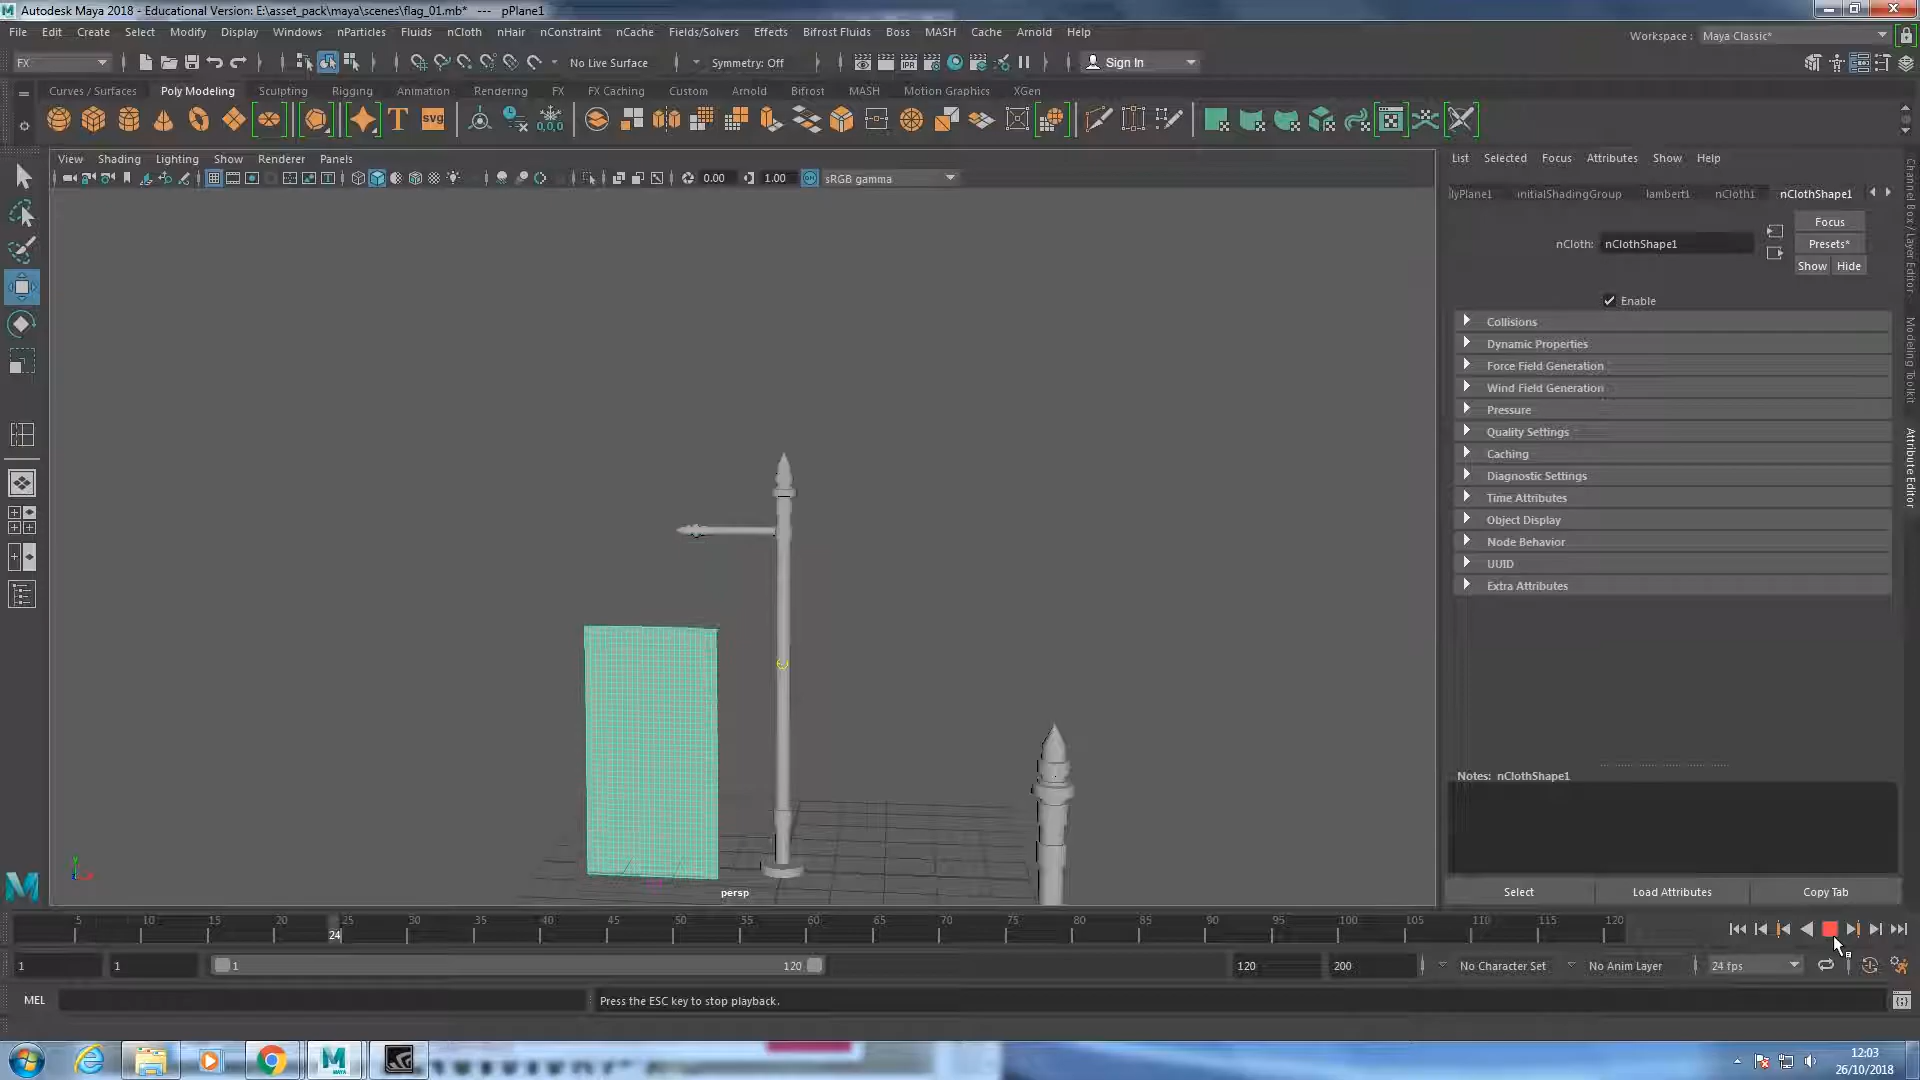 Autodesk Maya 2018 - Educational Version: E:\asset_pack\maya\scenes\flag_01.mb* --- pPlane1
File Edit Create Select Modify Display Windows nParticles Fluids nCloth nHair nConstraint nCache Fields/Solvers Effects Bifrost Fluids Boss MASH Cache Arnold Help
Workspace : Maya Classic*
FX No Live Surface Symmetry: Off Sign In
Curves / Surfaces Poly Modeling Sculpting Rigging Animation Rendering FX FX Caching Custom Arnold Bifrost MASH Motion Graphics XGen
T svg
View Shading Lighting Show Renderer Panels
0.00 1.00 sRGB gamma
List Selected Focus Attributes Show Help
lyPlane1 initialShadingGroup lambert1 nCloth1 nClothShape1
Focus
nCloth: nClothShape1 Presets*
Show Hide
Enable
Collisions
Dynamic Properties
Force Field Generation
Wind Field Generation
Pressure
Quality Settings
Caching
Diagnostic Settings
Time Attributes
Object Display
Node Behavior
UUID
Extra Attributes
Notes: nClothShape1
Select Load Attributes Copy Tab
Channel Box / Layer Editor
Modeling Toolkit
Attribute Editor
persp
5 10 15 20 25 30 35 40 45 50 55 60 65 70 75 80 85 90 95 100 105 110 115 120
24
1 1 1 120 120 200 No Character Set No Anim Layer 24 fps
MEL Press the ESC key to stop playback.
12:03
26/10/2018